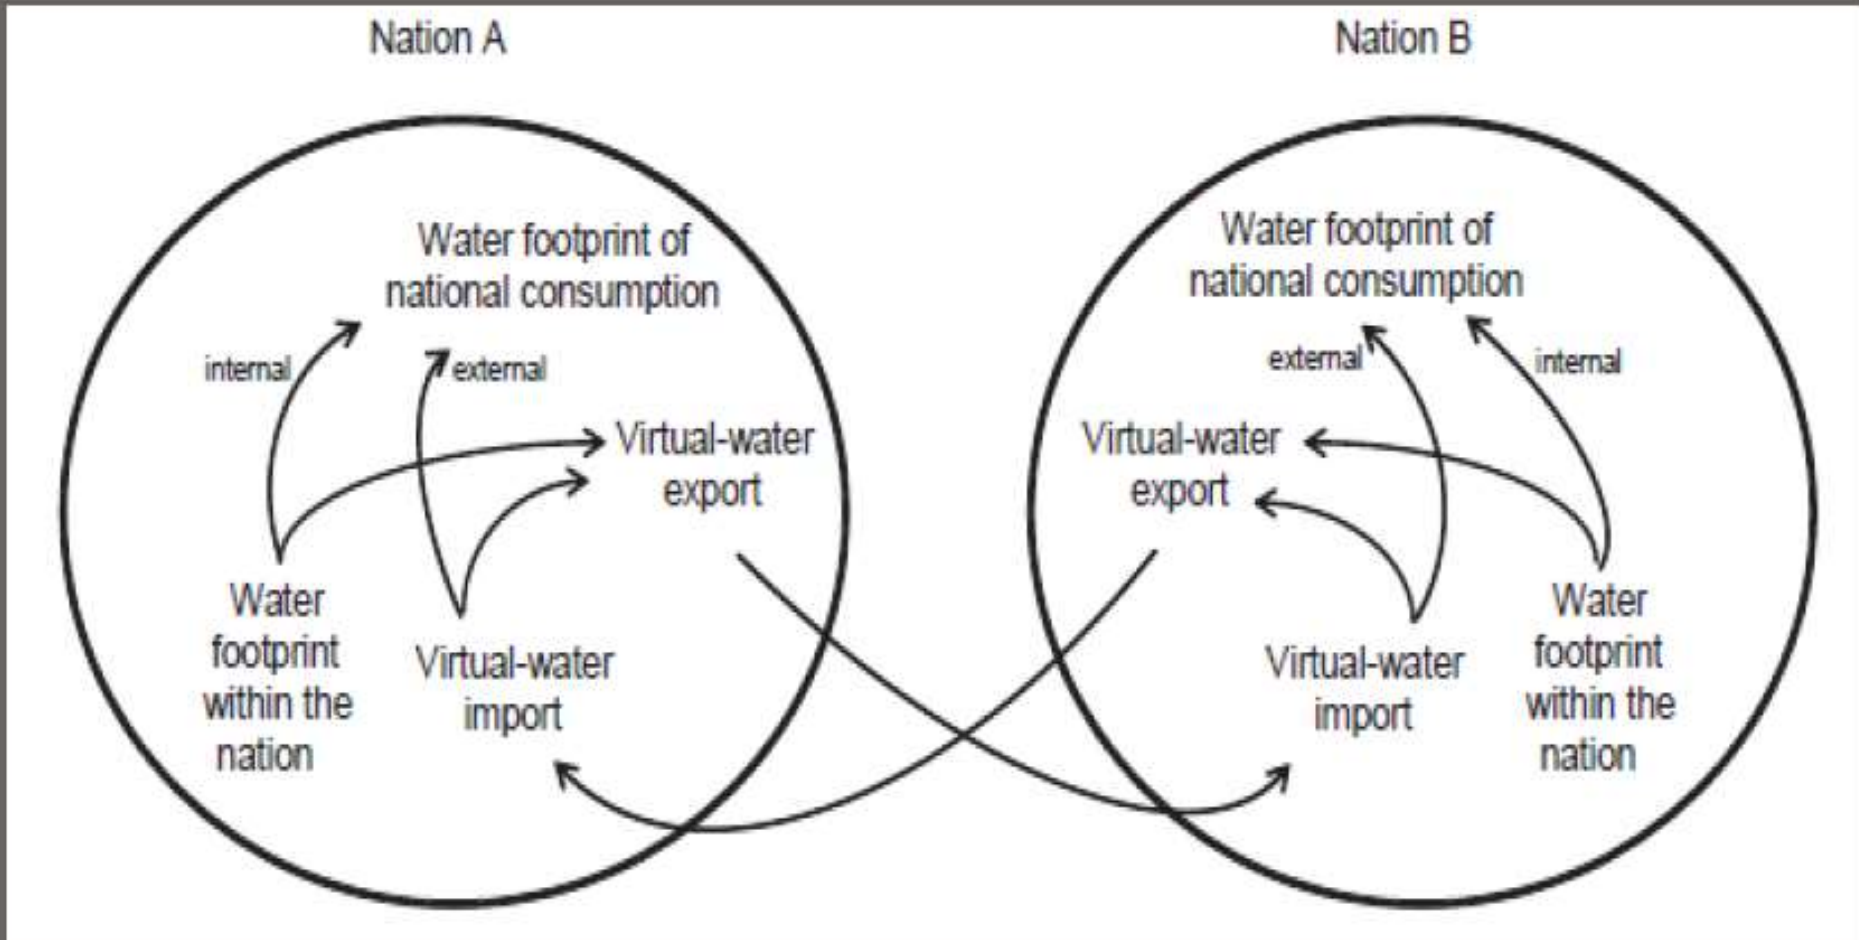 Nation A
Water footprint of
national consumption
internal
external
Virtual-water
export
Water
footprint
within the
nation
Virtual-water
import
Nation B
Water footprint of
national consumption
external
internal
Virtual-water
export
Virtual-water
import
Water
footprint
within the
nation